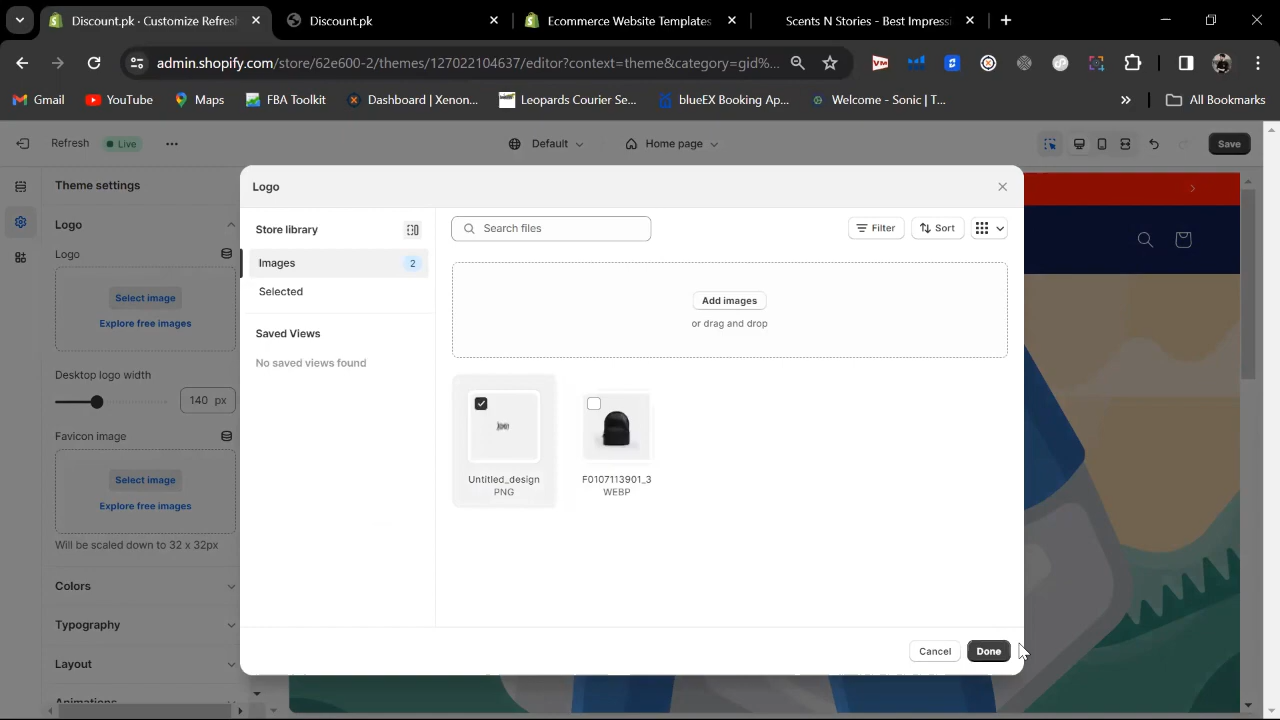 Discount.pk · Customize Refresh
Discount.pk
Ecommerce Website Templates
Scents N Stories - Best Impressi
admin.shopify.com/store/62e600-2/themes/127022104637/editor?context=theme&category=gid%...
Gmail
YouTube
Maps
FBA Toolkit
Dashboard | Xenon...
Leopards Courier Se...
blueEX Booking Ap...
Welcome - Sonic | T...
All Bookmarks
Refresh
Live
Default
Home page
Save
Theme settings
Logo
Logo
Select image
Explore free images
Desktop logo width
140 px
Favicon image
Select image
Explore free images
Will be scaled down to 32 x 32px
Colors
Typography
Layout
Animations
Logo
Store library
Images 2
Selected
Saved Views
No saved views found
Search files
Filter
Sort
Add images
or drag and drop
Untitled_design
PNG
F0107113901_3
WEBP
Cancel
Done